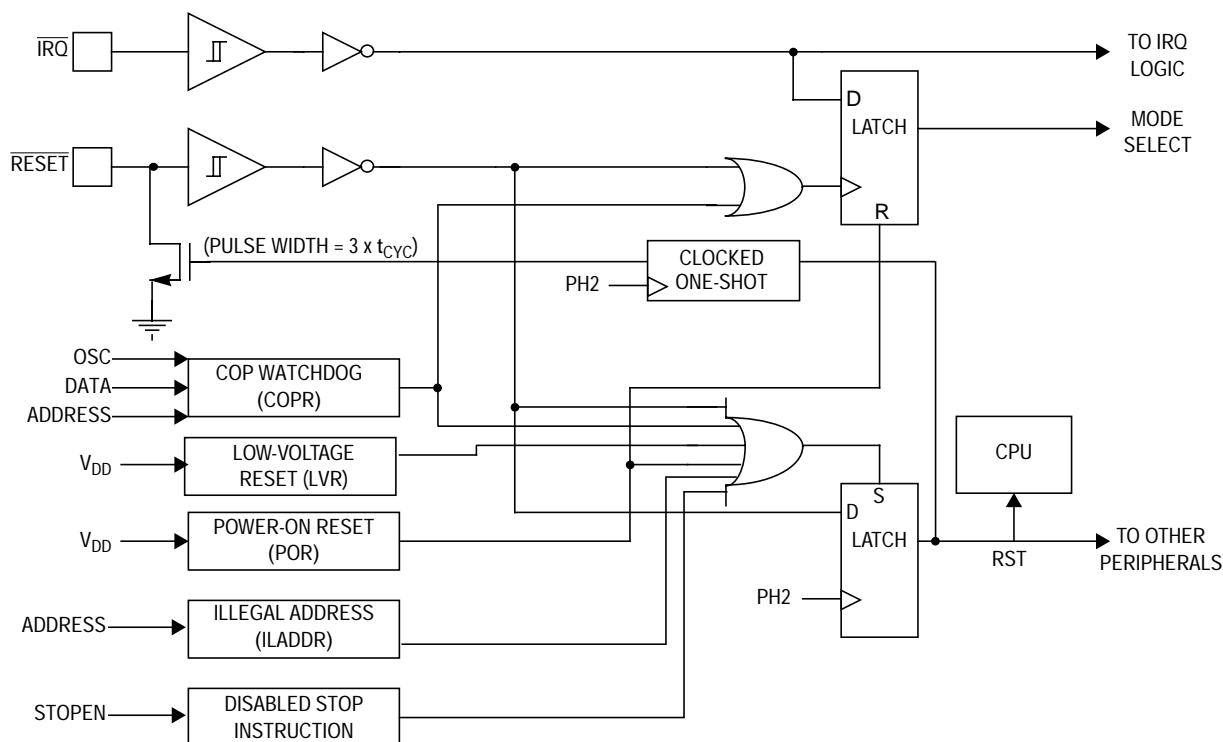 IRQ
TO IRQ
LOGIC
D
LATCH
R
MODE
SELECT
RESET
(PULSE WIDTH = 3 x tCYC)
CLOCKED
ONE-SHOT
PH2
OSC
DATA
ADDRESS
COP WATCHDOG
(COPR)
VDD
LOW-VOLTAGE
RESET (LVR)
CPU
VDD
POWER-ON RESET
(POR)
S
D
LATCH
PH2
RST
TO OTHER
PERIPHERALS
ADDRESS
ILLEGAL ADDRESS
(ILADDR)
STOPEN
DISABLED STOP
INSTRUCTION